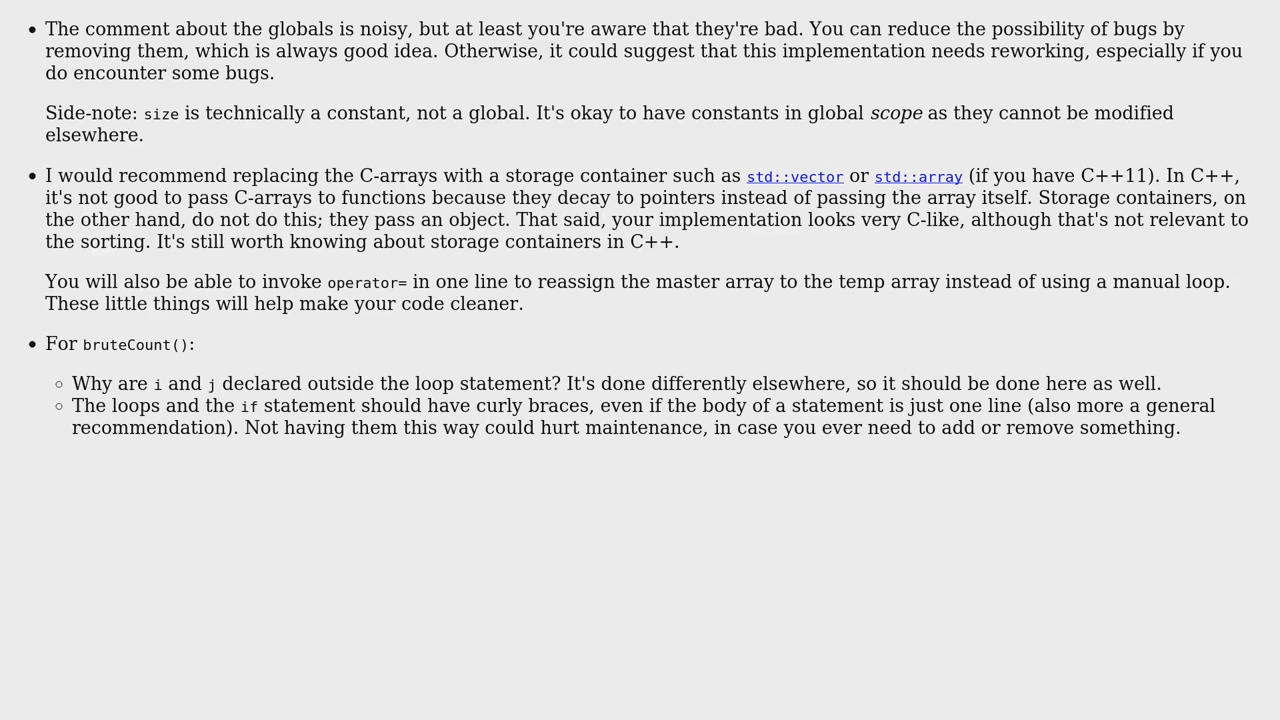 The comment about the globals is noisy, but at least you're aware that they're bad. You can reduce the possibility of bugs by
removing them, which is always good idea. Otherwise, it could suggest that this implementation needs reworking, especially if you
do encounter some bugs.
Side-note: size is technically a constant, not a global. It's okay to have constants in global scope as they cannot be modified
elsewhere.
I would recommend replacing the C-arrays with a storage container such as std::vector or std::array (if you have C++11). In C++,
it's not good to pass C-arrays to functions because they decay to pointers instead of passing the array itself. Storage containers, on
the other hand, do not do this; they pass an object. That said, your implementation looks very C-like, although that's not relevant to
the sorting. It's still worth knowing about storage containers in C++.
You will also be able to invoke operator= in one line to reassign the master array to the temp array instead of using a manual loop.
These little things will help make your code cleaner.
For bruteCount():
Why are i and j declared outside the loop statement? It's done differently elsewhere, so it should be done here as well.
The loops and the if statement should have curly braces, even if the body of a statement is just one line (also more a general
recommendation). Not having them this way could hurt maintenance, in case you ever need to add or remove something.